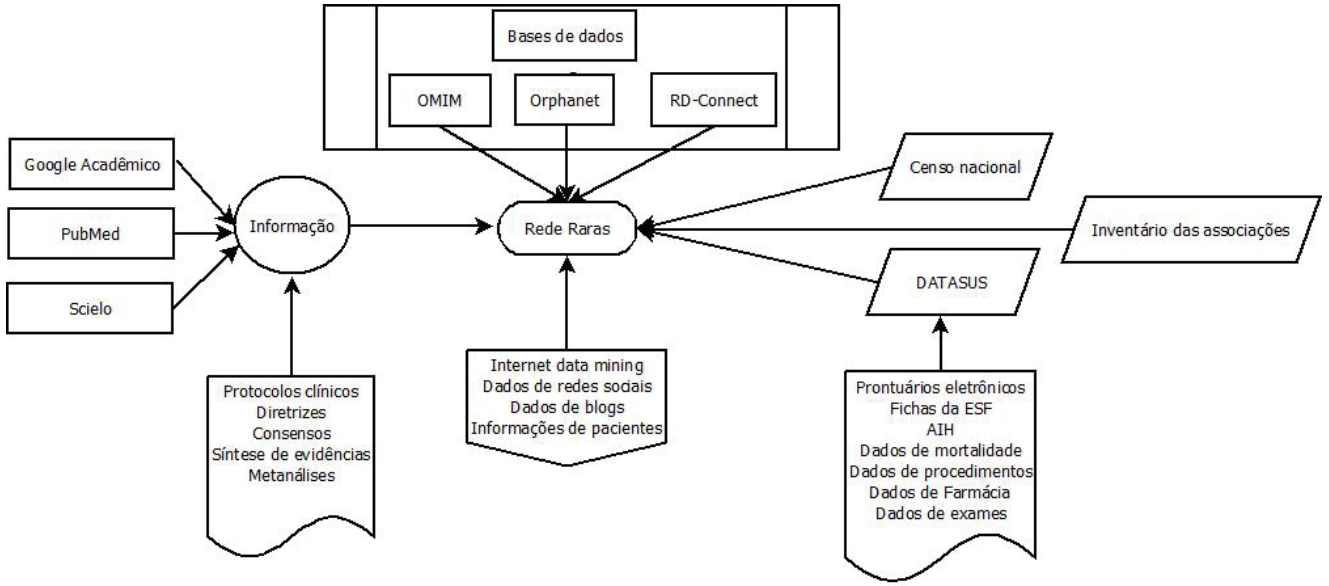 Bases de dados
OMIM
Orphanet
RD-Connect
Google Acadêmico
PubMed
Scielo
Informação
Rede Raras
Censo nacional
Inventário das associações
DATASUS
Protocolos clínicos
Diretrizes
Consensos
Síntese de evidências
Metanálises
Internet data mining
Dados de redes sociais
Dados de blogs
Informações de pacientes
Prontuários eletrônicos
Fichas da ESF
AIH
Dados de mortalidade
Dados de procedimentos
Dados de Farmácia
Dados de exames